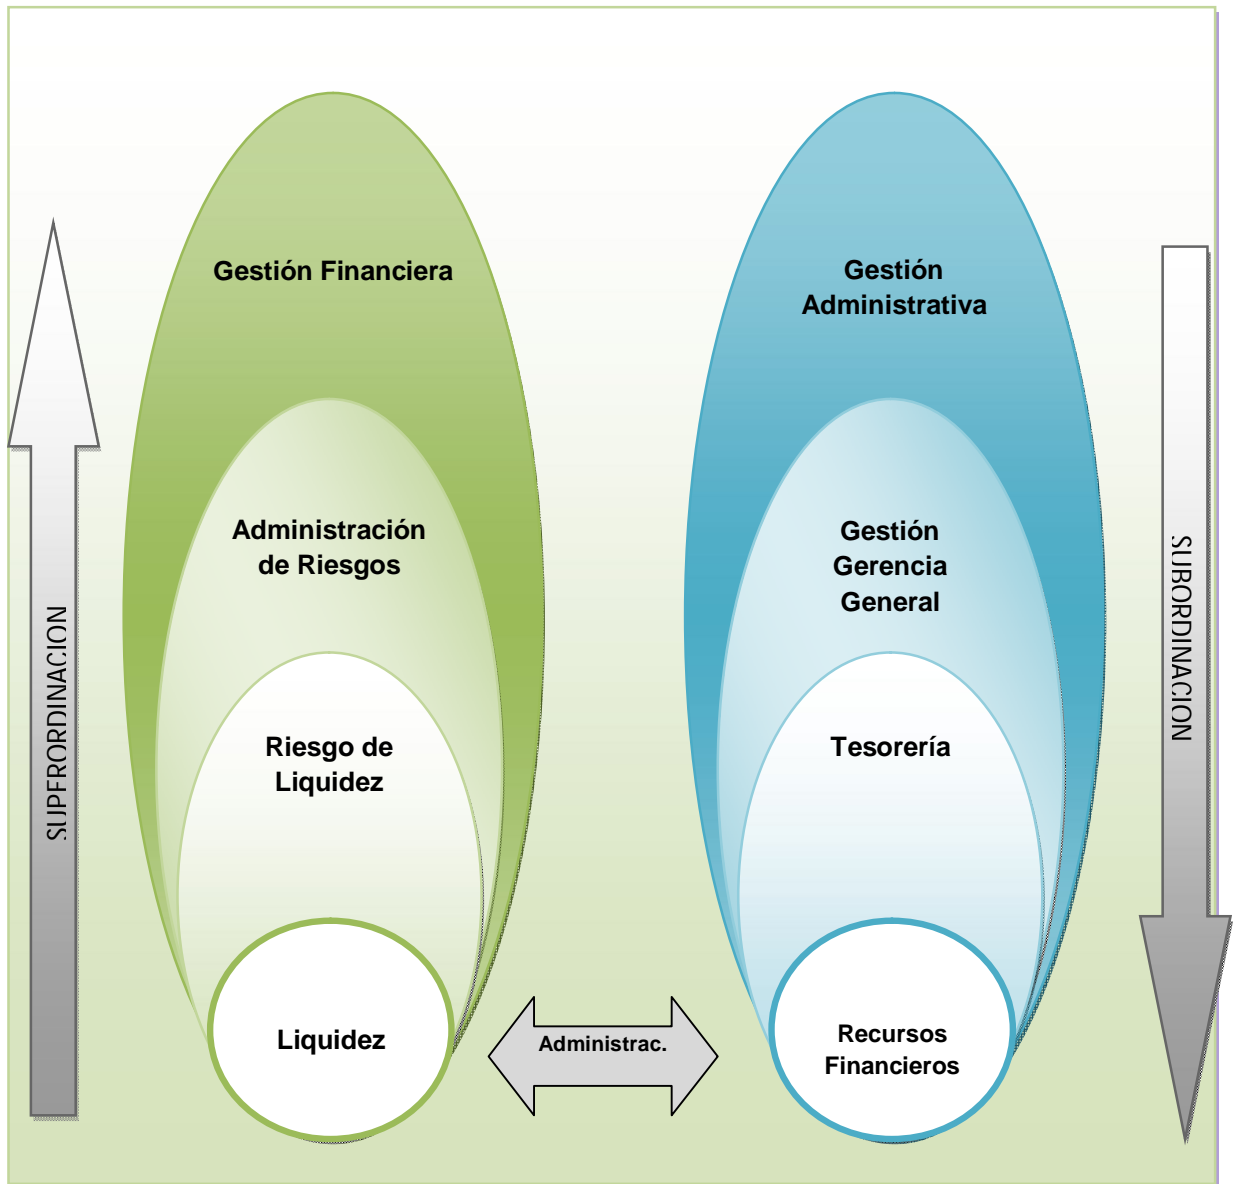 Gestión Financiera
Administración
de Riesgos
Riesgo de
Liquidez
Liquidez
Gestión
Administrativa
Gestión
Gerencia
General
Tesorería
Recursos
Financieros
Administrac.
SUPERORDINACION
SUBORDINACION